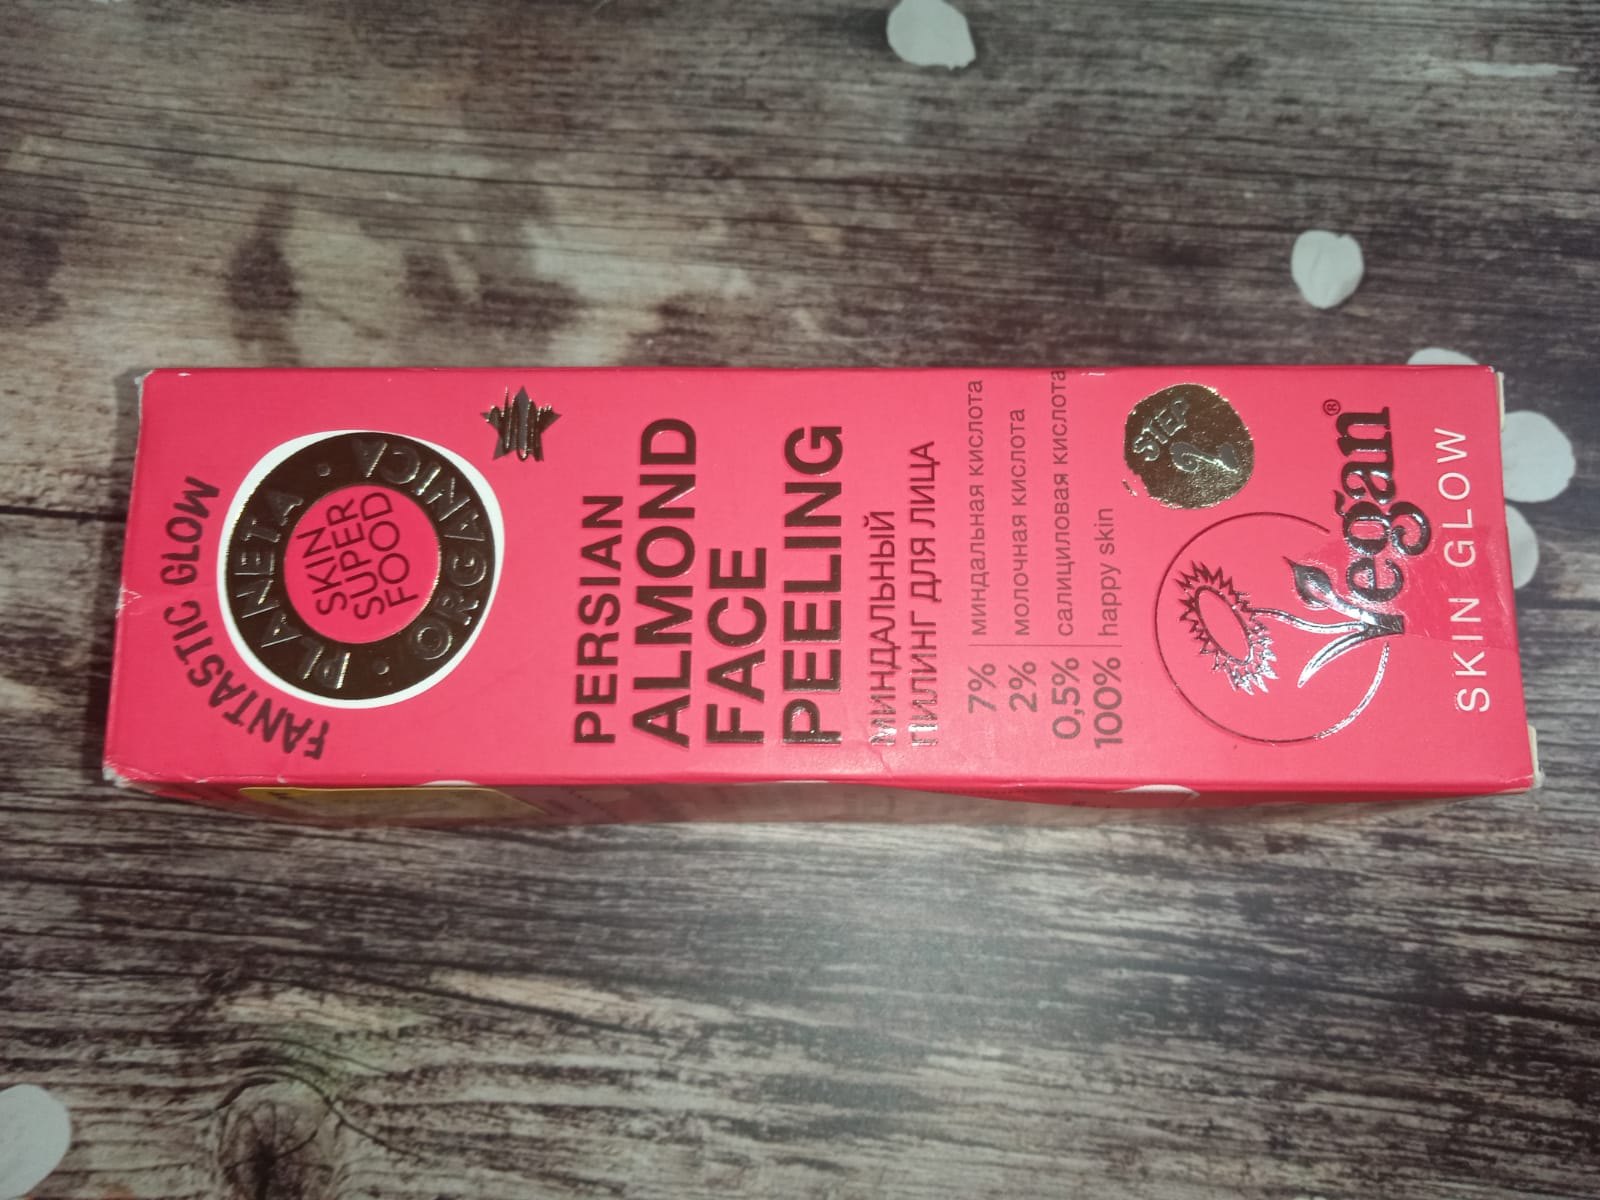 FANTASTIC GLOW
PLANETA · ORGANICA ·
SKIN
SUPER
FOOD
PERSIAN
ALMOND
FACE
PEELING
МИНДАЛЬНЫЙ
ПИЛИНГ ДЛЯ ЛИЦА
7% миндальная кислота
2% молочная кислота
0,5% салициловая кислота
100% happy skin
STEP
2
Vegan®
SKIN GLOW